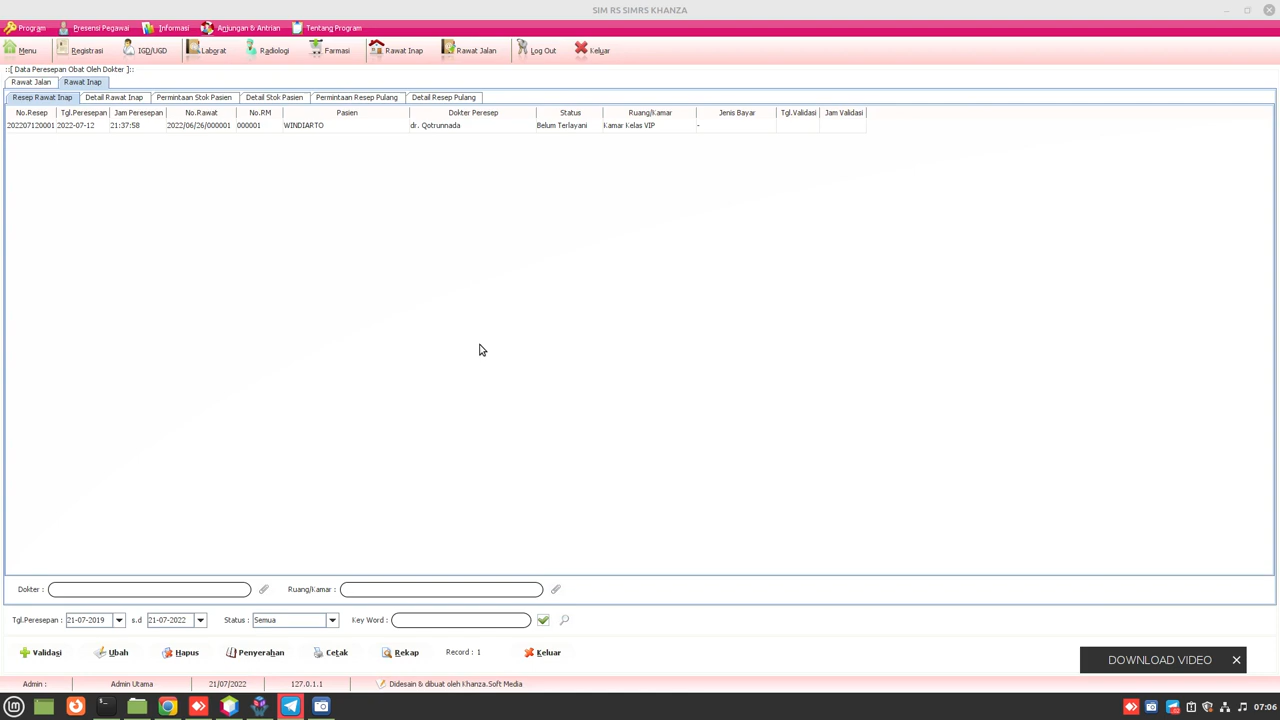 SIM RS SIMRS KHANZA
Program Presensi Pegawai Informasi Anjungan & Antrian Tentang Program
Menu Registrasi IGD/UGD Laborat Radiologi Farmasi Rawat Inap Rawat Jalan Log Out Keluar
::[ Data Peresepan Obat Oleh Dokter ]::
Rawat Jalan Rawat Inap
Resep Rawat Inap Detail Rawat Inap Permintaan Stok Pasien Detail Stok Pasien Permintaan Resep Pulang Detail Resep Pulang
No.Resep Tgl.Peresepan Jam Peresepan No.Rawat No.RM Pasien Dokter Peresep Status Ruang/Kamar Jenis Bayar Tgl.Validasi Jam Validasi
202207120001 2022-07-12 21:37:58 2022/06/26/000001 000001 WINDIARTO dr. Qotrunnada Belum Terlayani Kamar Kelas VIP -
Dokter : Ruang/Kamar :
Tgl.Peresepan : 21-07-2019 s.d 21-07-2022 Status : Semua Key Word :
Validasi Ubah Hapus Penyerahan Cetak Rekap Record : 1 Keluar
DOWNLOAD VIDEO
Admin : Admin Utama 21/07/2022 127.0.1.1 Didesain & dibuat oleh Khanza.Soft Media
07:06